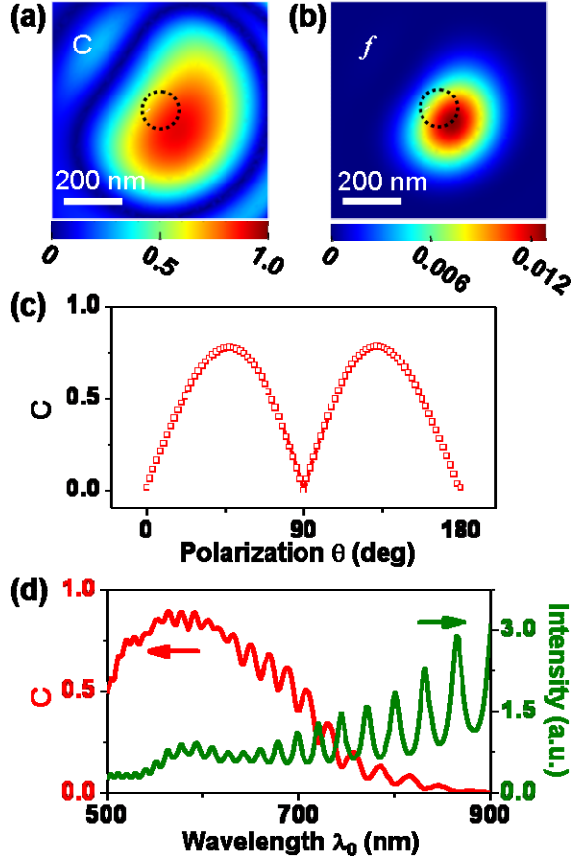 (a) (b)
C f
200 nm 200 nm
0 0.5 1.0 0 0.006 0.012
(c)
1.0
0.5
0.0
C
0 90 180
Polarization θ (deg)
(d)
1.0
0.5
0.0
C
3.0
1.5
0.0
Intensity (a.u.)
500 700 900
Wavelength λ₀ (nm)